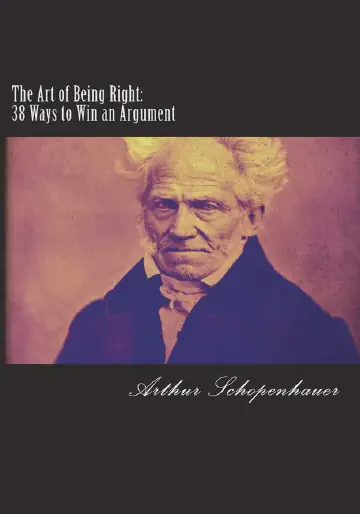 The Art of Being Right:
38 Ways to Win an Argument
Arthur Schopenhauer